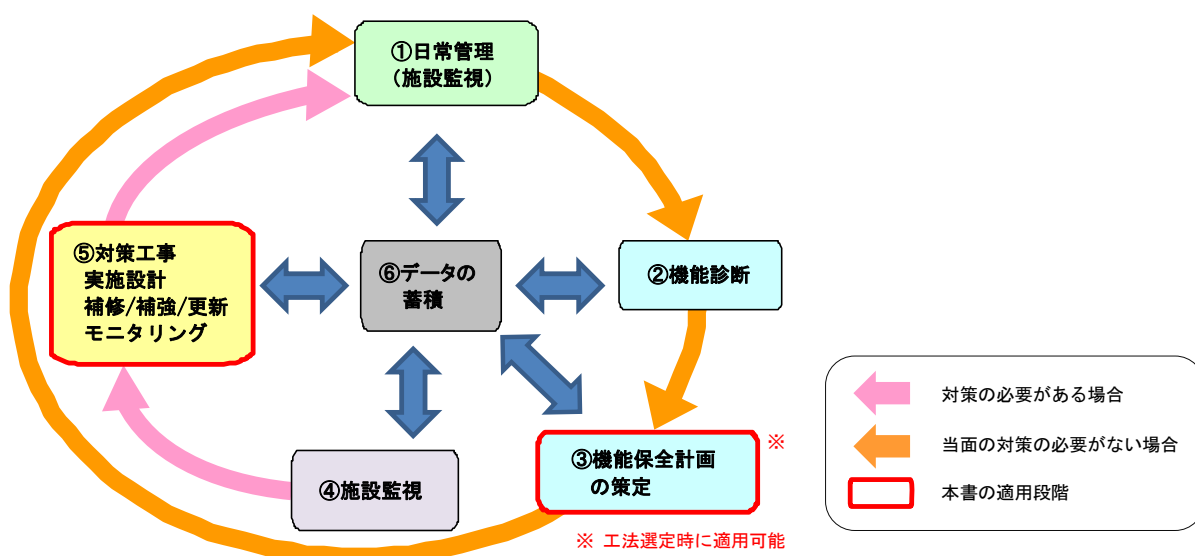 ①日常管理
(施設監視)
⑤対策工事
実施設計
補修/補強/更新
モニタリング
⑥データの
蓄積
②機能診断
③機能保全計画
の策定
※
④施設監視
※ 工法選定時に適用可能
対策の必要がある場合
当面の対策の必要がない場合
本書の適用段階